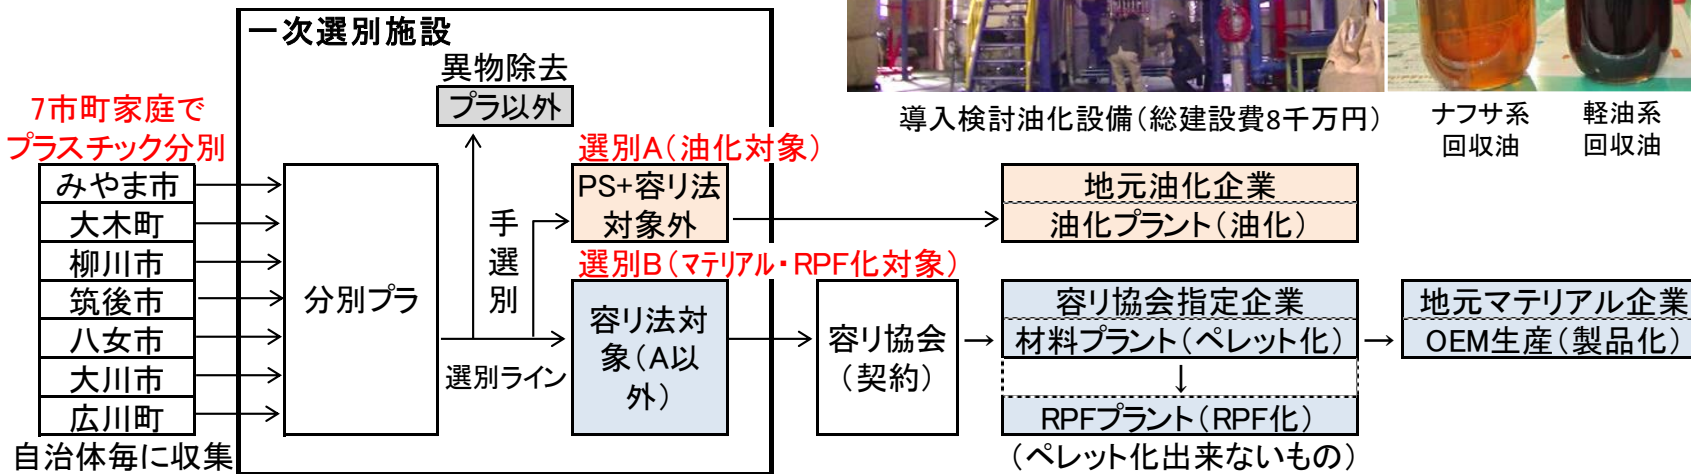 一次選別施設
異物除去
プラ以外
7市町家庭で
プラスチック分別
みやま市
大木町
柳川市
筑後市
八女市
大川市
広川町
自治体毎に収集
分別プラ
手選別
選別ライン
選別A(油化対象)
PS+容リ法
対象外
選別B(マテリアル・RPF化対象)
容リ法対
象(A以
外)
容リ協会
(契約)
導入検討油化設備(総建設費8千万円)
ナフサ系
回収油
軽油系
回収油
地元油化企業
油化プラント(油化)
容リ協会指定企業
材料プラント(ペレット化)
↓
RPFプラント(RPF化)
(ペレット化出来ないもの)
→
→
地元マテリアル企業
OEM生産(製品化)